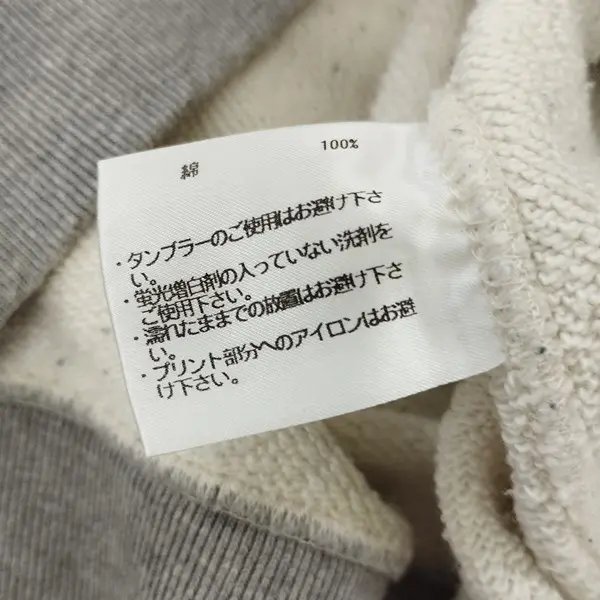 綿 100%
・タンブラーのご使用はお避け下さ
い。
・蛍光増白剤の入っていない洗剤を
ご使用下さい。
・濡れたままでの放置はお避け下さ
い。
・プリント部分へのアイロンはお避
け下さい。